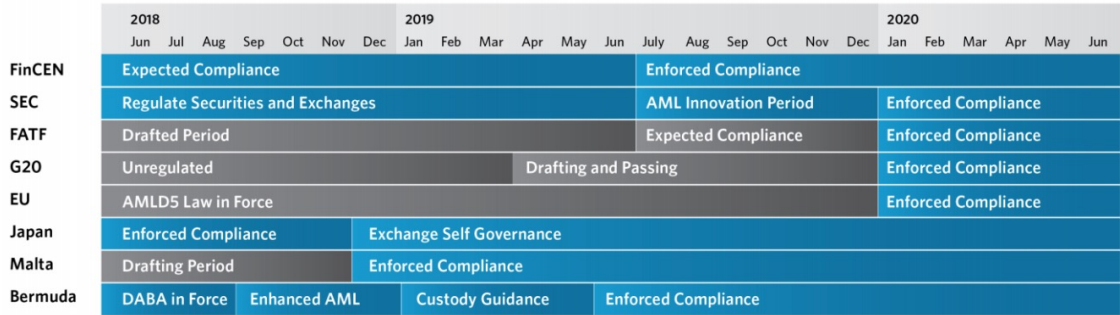 2018 2019 2020
Jun Jul Aug Sep Oct Nov Dec Jan Feb Mar Apr May Jun July Aug Sep Oct Nov Dec Jan Feb Mar Apr May Jun
FinCEN Expected Compliance Enforced Compliance
SEC Regulate Securities and Exchanges AML Innovation Period Enforced Compliance
FATF Drafted Period Expected Compliance Enforced Compliance
G20 Unregulated Drafting and Passing Enforced Compliance
EU AMLD5 Law in Force Enforced Compliance
Japan Enforced Compliance Exchange Self Governance
Malta Drafting Period Enforced Compliance
Bermuda DABA in Force Enhanced AML Custody Guidance Enforced Compliance